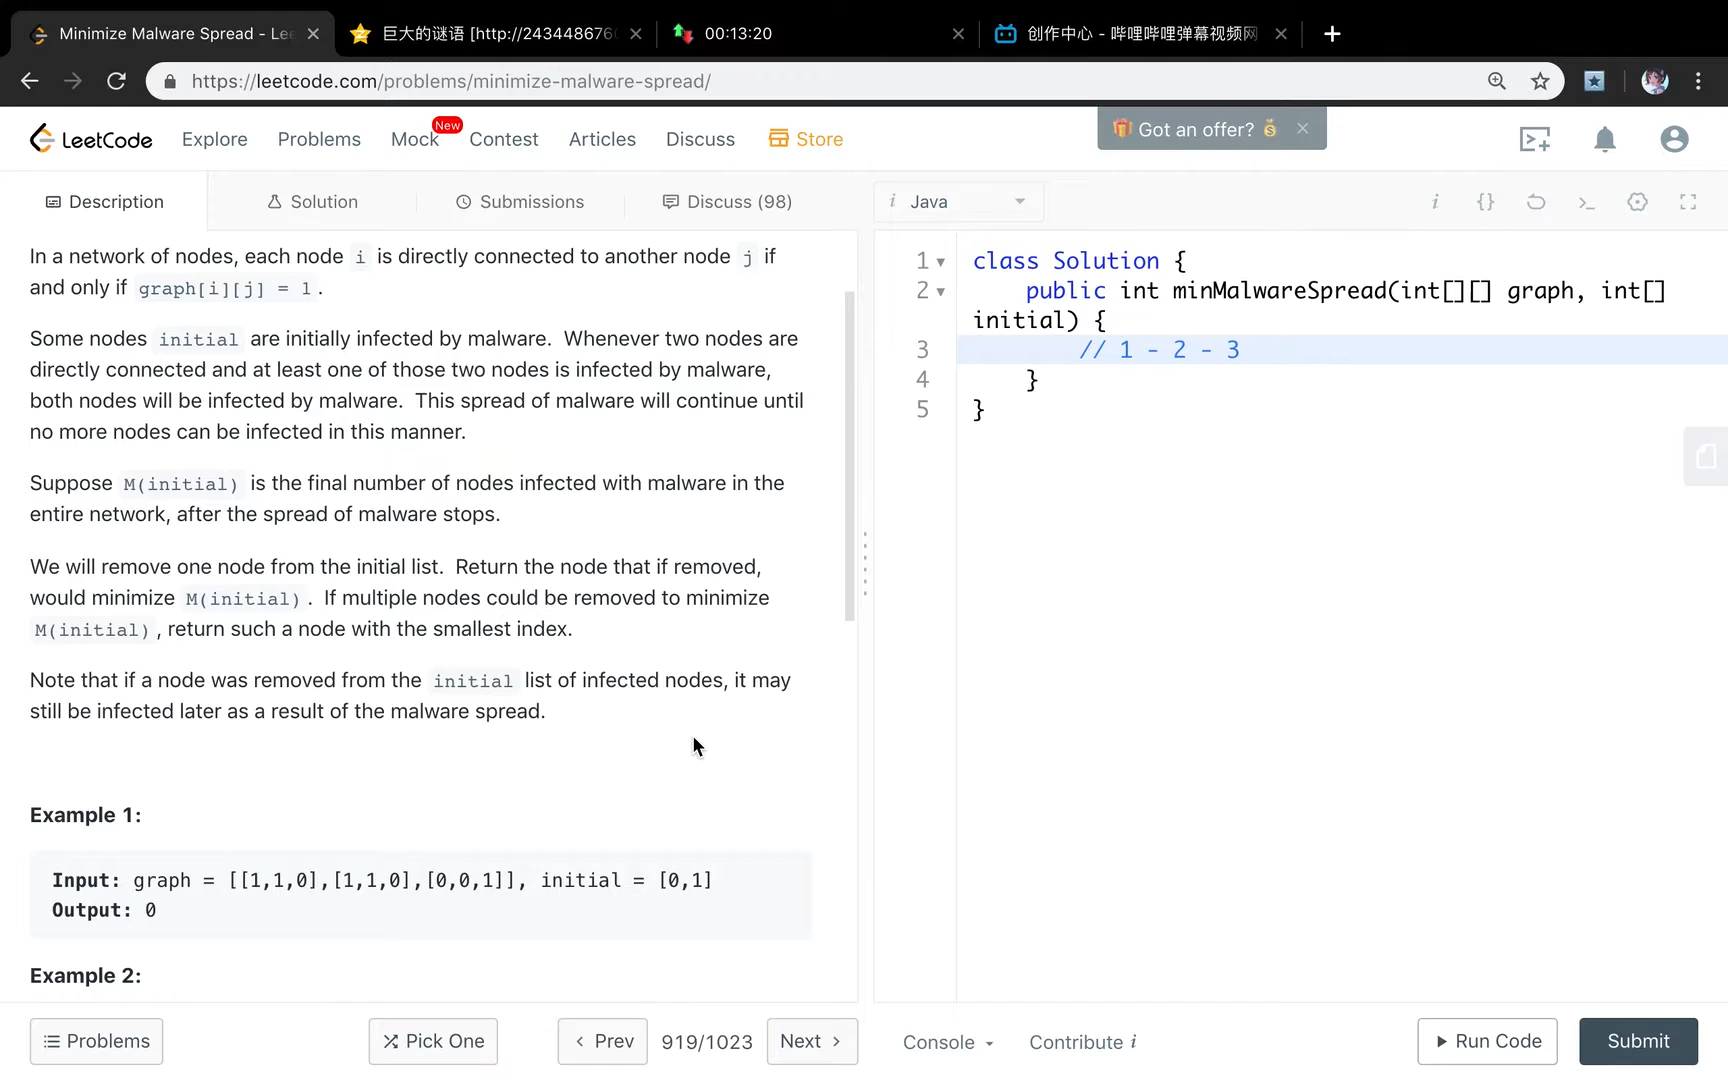 Minimize Malware Spread - Le
巨大的谜语 [http://243448676
00:13:20
创作中心 - 哔哩哔哩弹幕视频网
https://leetcode.com/problems/minimize-malware-spread/
LeetCode
Explore
Problems
Mock
New
Contest
Articles
Discuss
Store
Got an offer?
Description
Solution
Submissions
Discuss (98)
i Java
In a network of nodes, each node i is directly connected to another node j if
and only if graph[i][j] = 1.
Some nodes initial are initially infected by malware. Whenever two nodes are
directly connected and at least one of those two nodes is infected by malware,
both nodes will be infected by malware. This spread of malware will continue until
no more nodes can be infected in this manner.
Suppose M(initial) is the final number of nodes infected with malware in the
entire network, after the spread of malware stops.
We will remove one node from the initial list. Return the node that if removed,
would minimize M(initial). If multiple nodes could be removed to minimize
M(initial), return such a node with the smallest index.
Note that if a node was removed from the initial list of infected nodes, it may
still be infected later as a result of the malware spread.
Example 1:
Input: graph = [[1,1,0],[1,1,0],[0,0,1]], initial = [0,1]
Output: 0
Example 2:
1 class Solution {
2 public int minMalwareSpread(int[][] graph, int[]
initial) {
3 // 1 - 2 - 3
4 }
5 }
Problems
Pick One
Prev
919/1023
Next
Console
Contribute i
Run Code
Submit